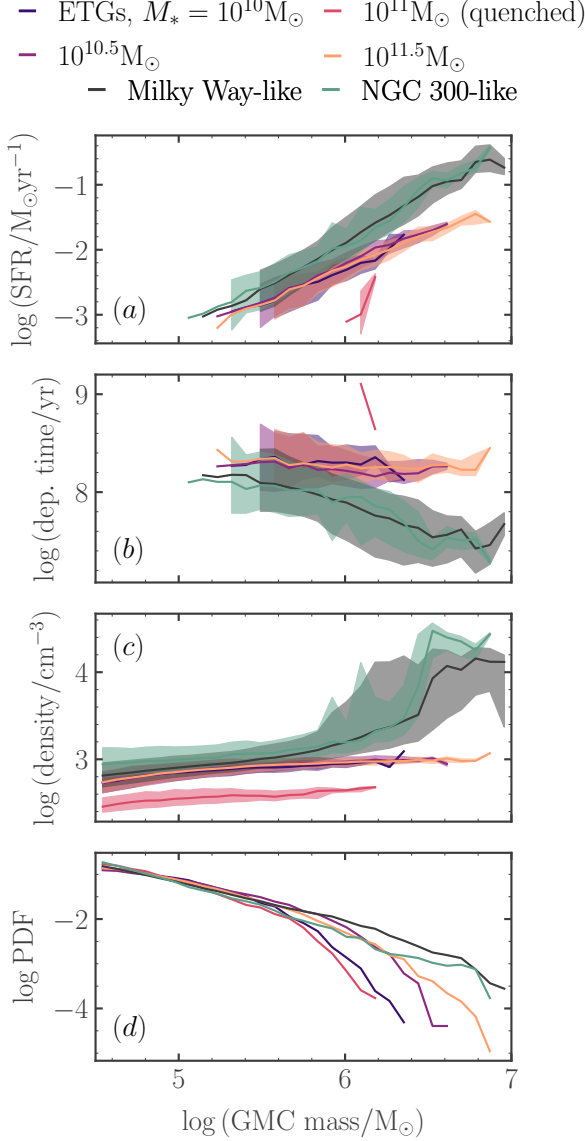 ETGs, M* = 10^10 M⊙
10^11 M⊙ (quenched)
10^10.5 M⊙
10^11.5 M⊙
Milky Way-like
NGC 300-like
log (SFR/M⊙yr^−1)
−1
−2
−3
(a)
log (dep. time/yr)
9
8
(b)
log (density/cm^−3)
4
3
(c)
log PDF
−2
−4
(d)
5
6
7
log (GMC mass/M⊙)